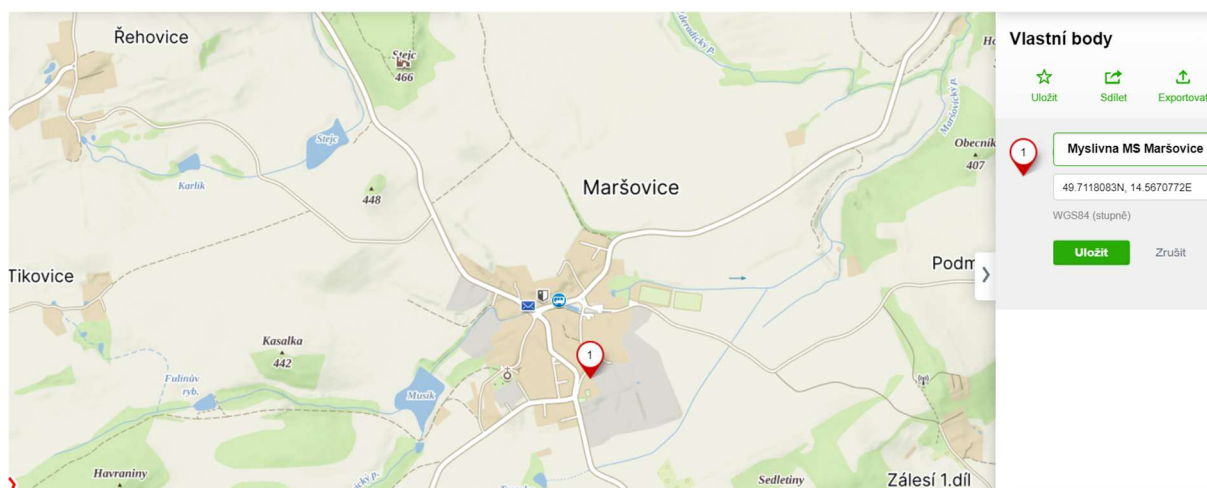 Řehovice
Stejc
466
Stejc
Karlík
448
Maršovický p.
Obecník
407
Maršovice
Tikovice
Podm
Kasalka
442
Fulínův
ryb.
Musík
1
Havraniny
Sedletiny
Zálesí 1.díl
Vlastní body
Uložit
Sdílet
Exportovat
1
Myslivna MS Maršovice
49.7118083N, 14.5670772E
WGS84 (stupně)
Uložit
Zrušit